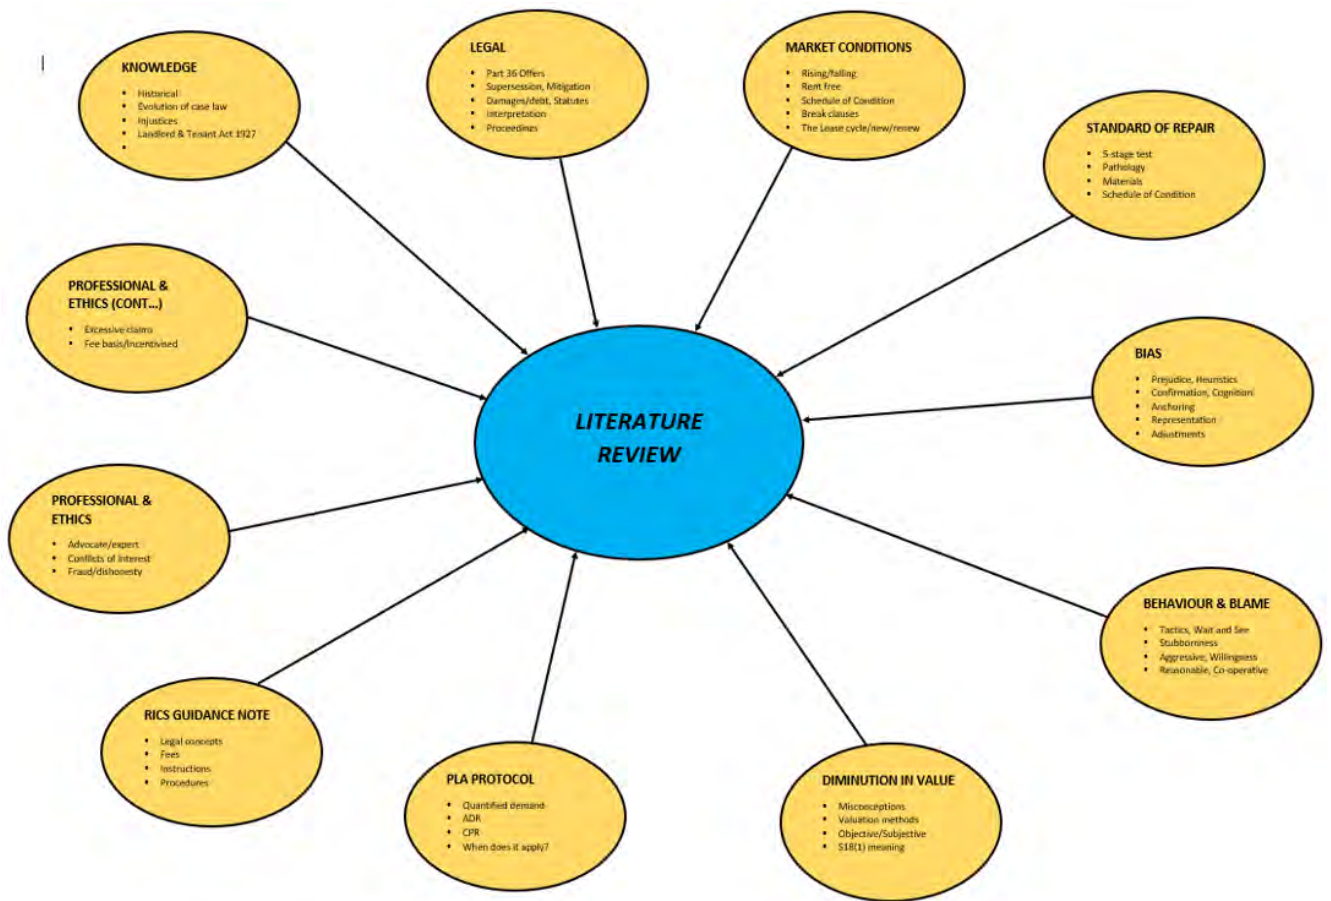 KNOWLEDGE
Historical
Evolution of case law
Injustices
Landlord & Tenant Act 1927
LEGAL
Part 36 Offers
Supersession, Mitigation
Damages/debt, Statutes
Interpretation
Proceedings
MARKET CONDITIONS
Rising/falling
Rent free
Schedule of Condition
Break clauses
The Lease cycle/new/renew
STANDARD OF REPAIR
5-stage test
Pathology
Materials
Schedule of Condition
PROFESSIONAL &
ETHICS (CONT...)
Excessive claims
Fee basis/Incentivised
LITERATURE
REVIEW
BIAS
Prejudice, Heuristics
Confirmation, Cognition
Anchoring
Representation
Adjustments
PROFESSIONAL &
ETHICS
Advocate/expert
Conflicts of Interest
Fraud/dishonesty
BEHAVIOUR & BLAME
Tactics, Wait and See
Stubbornness
Aggressive, Willingness
Reasonable, Co-operative
RICS GUIDANCE NOTE
Legal concepts
Fees
Instructions
Procedures
PLA PROTOCOL
Quantified demand
ADR
CPR
When does it apply?
DIMINUTION IN VALUE
Misconceptions
Valuation methods
Objective/Subjective
S18(1) meaning